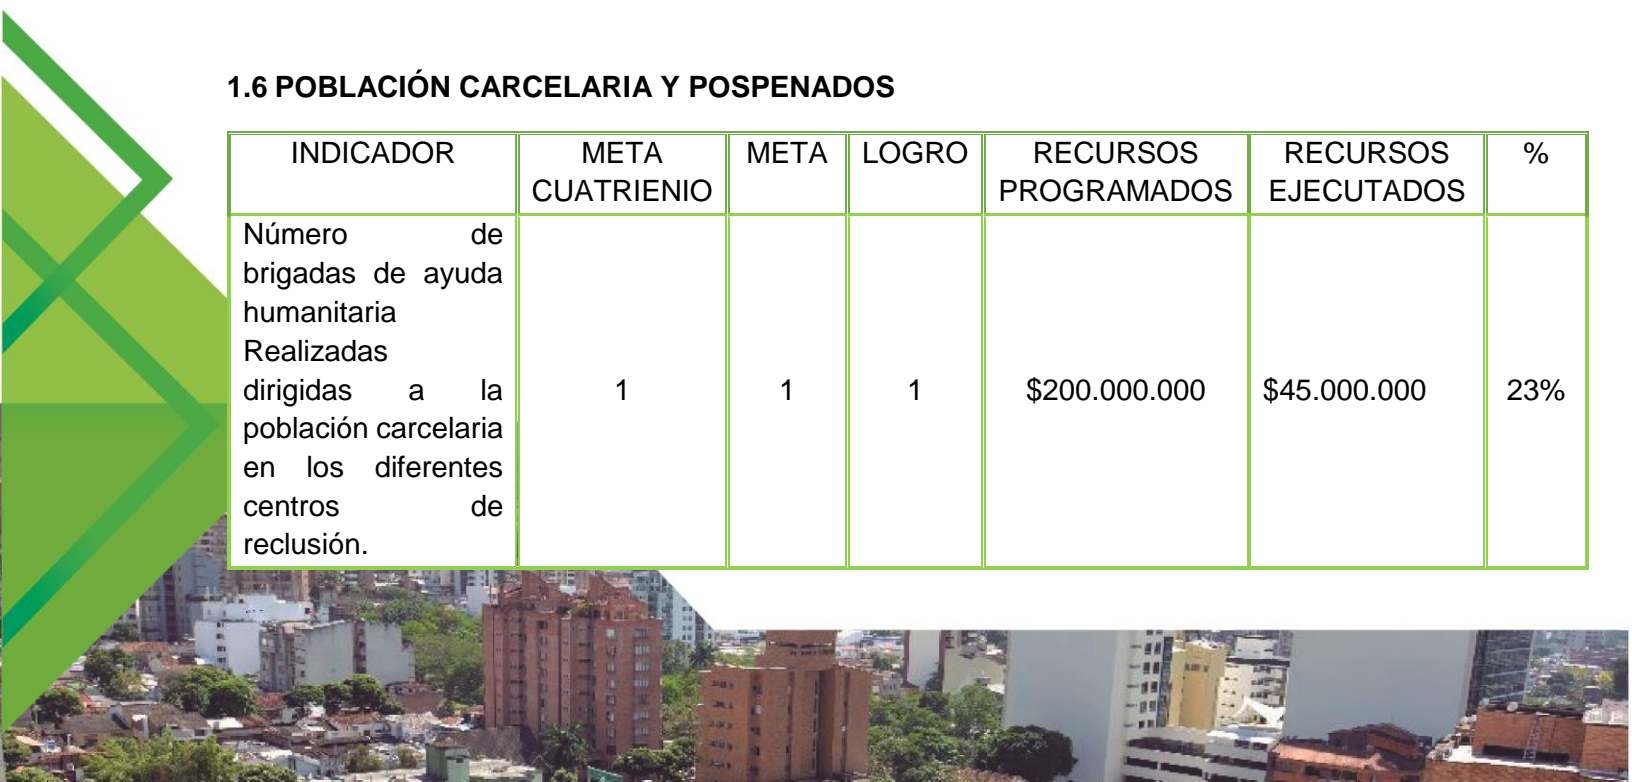 1.6 POBLACIÓN CARCELARIA Y POSPENADOS
INDICADOR
META
CUATRIENIO
META
LOGRO
RECURSOS
PROGRAMADOS
RECURSOS
EJECUTADOS
%
Número de
brigadas de ayuda
humanitaria
Realizadas
dirigidas a la
población carcelaria
en los diferentes
centros de
reclusión.
1
1
1
$200.000.000
$45.000.000
23%